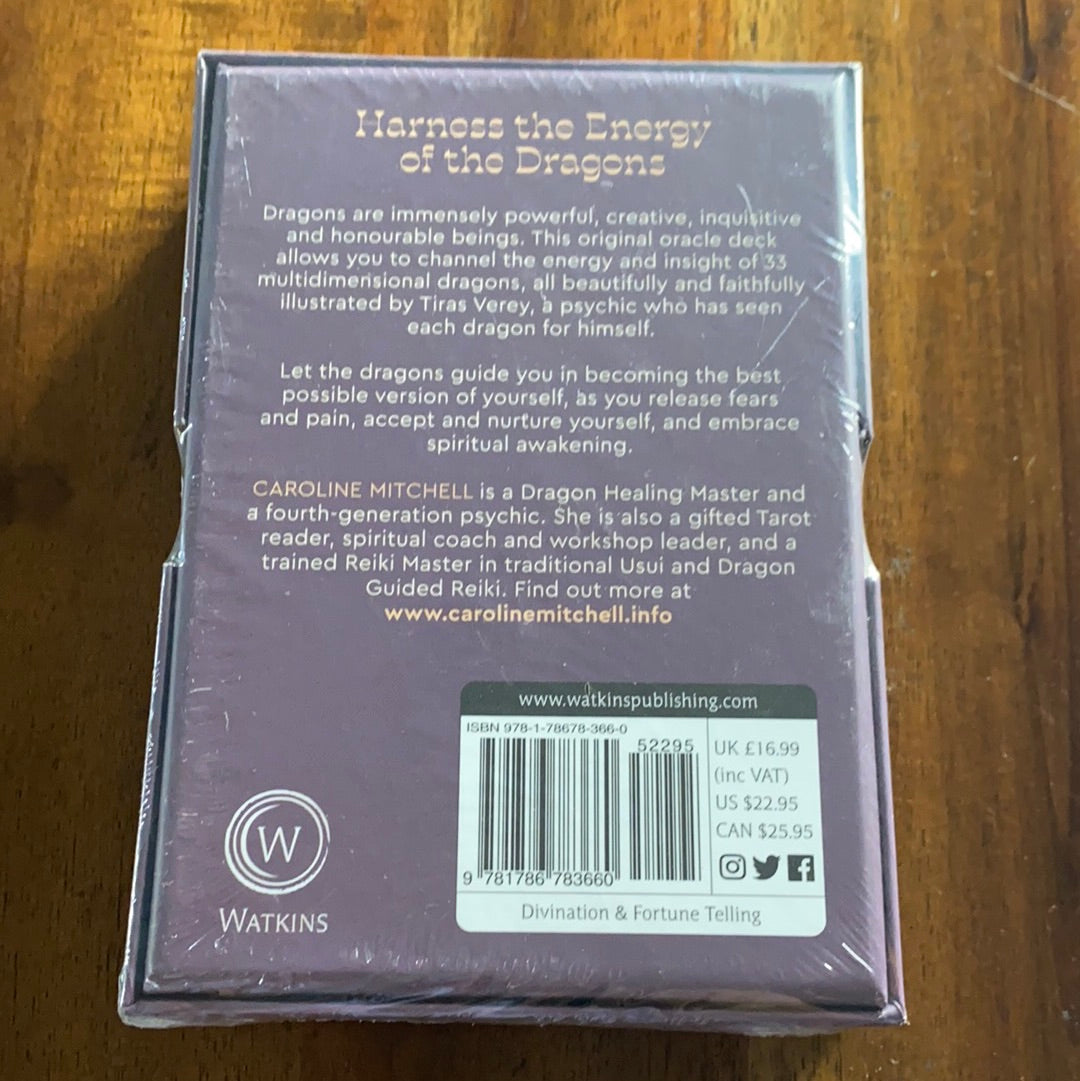 Harness the Energy
of the Dragons
Dragons are immensely powerful, creative, inquisitive
and honourable beings. This original oracle deck
allows you to channel the energy and insight of 33
multidimensional dragons, all beautifully and faithfully
illustrated by Tiras Verey, a psychic who has seen
each dragon for himself.
Let the dragons guide you in becoming the best
possible version of yourself, as you release fears
and pain, accept and nurture yourself, and embrace
spiritual awakening.
CAROLINE MITCHELL is a Dragon Healing Master and
a fourth-generation psychic. She is also a gifted Tarot
reader, spiritual coach and workshop leader, and a
trained Reiki Master in traditional Usui and Dragon
Guided Reiki. Find out more at
www.carolinemitchell.info
www.watkinspublishing.com
ISBN 978-1-78678-366-0
52295
9 781786 783660
UK £16.99
(inc VAT)
US $22.95
CAN $25.95
Divination & Fortune Telling
W
WATKINS